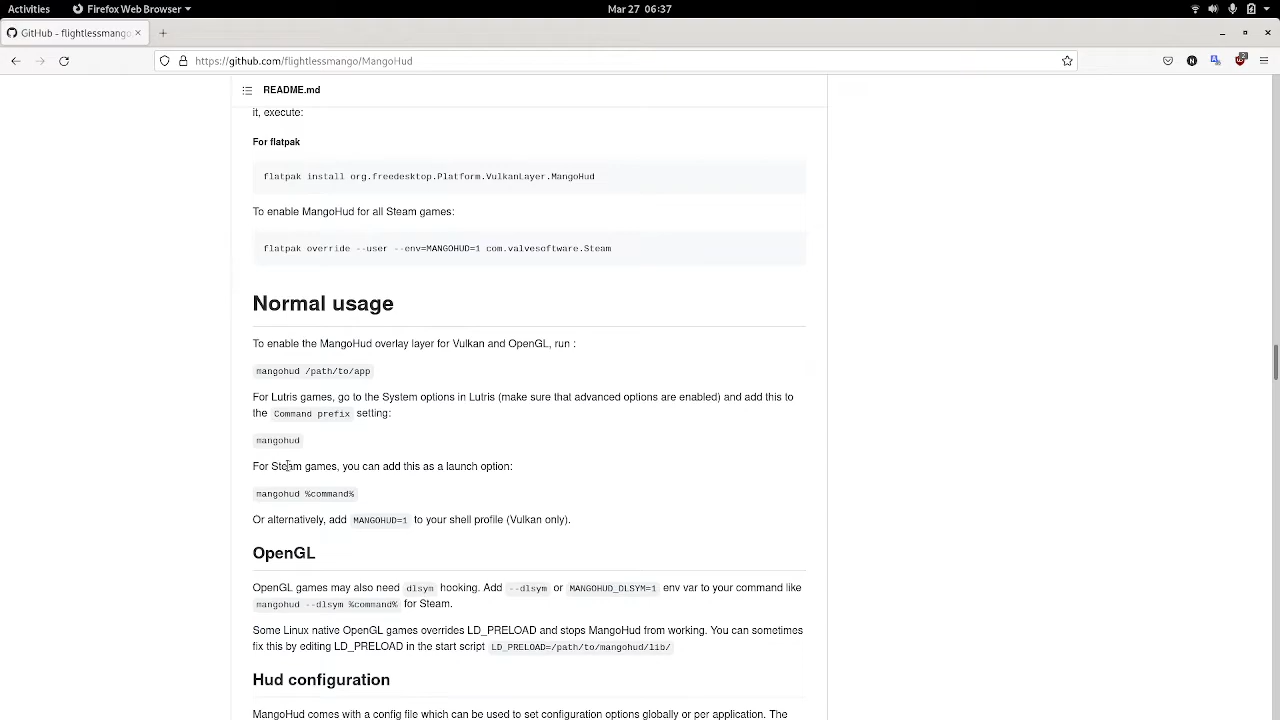 Activities Firefox Web Browser Mar 27 06:37
GitHub - flightlessmango
https://github.com/flightlessmango/MangoHud
README.md
it, execute:
For flatpak
flatpak install org.freedesktop.Platform.VulkanLayer.MangoHud
To enable MangoHud for all Steam games:
flatpak override --user --env=MANGOHUD=1 com.valvesoftware.Steam
Normal usage
To enable the MangoHud overlay layer for Vulkan and OpenGL, run :
mangohud /path/to/app
For Lutris games, go to the System options in Lutris (make sure that advanced options are enabled) and add this to
the Command prefix setting:
mangohud
For Steam games, you can add this as a launch option:
mangohud %command%
Or alternatively, add MANGOHUD=1 to your shell profile (Vulkan only).
OpenGL
OpenGL games may also need dlsym hooking. Add --dlsym or MANGOHUD_DLSYM=1 env var to your command like
mangohud --dlsym %command% for Steam.
Some Linux native OpenGL games overrides LD_PRELOAD and stops MangoHud from working. You can sometimes
fix this by editing LD_PRELOAD in the start script LD_PRELOAD=/path/to/mangohud/lib/
Hud configuration
MangoHud comes with a config file which can be used to set configuration options globally or per application. The